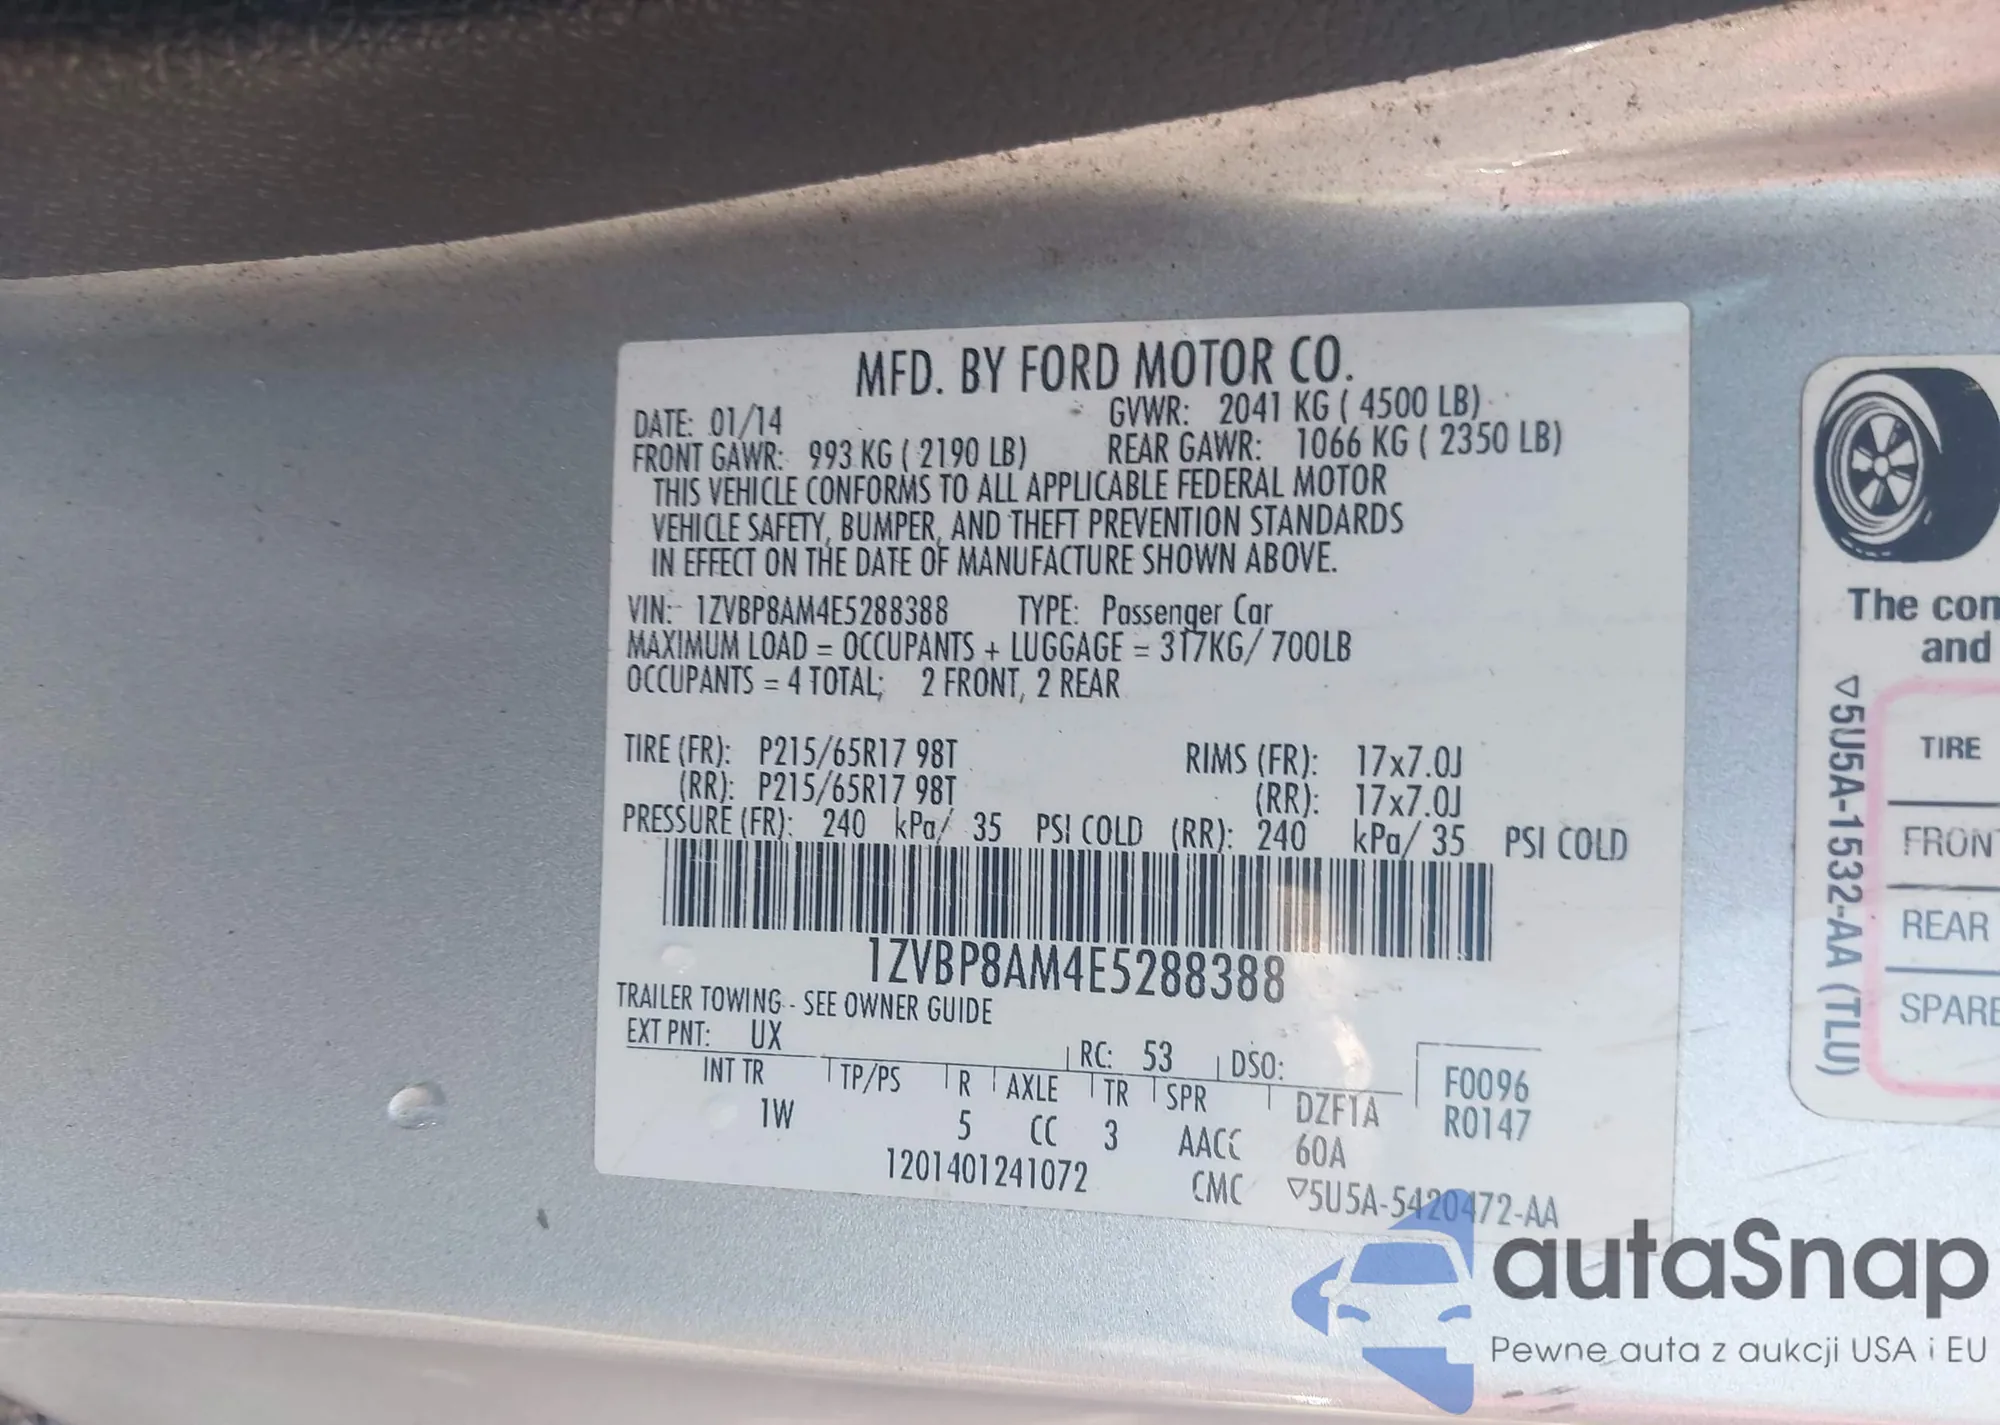 MFD. BY FORD MOTOR CO.
DATE: 01/14 GVWR: 2041 KG ( 4500 LB)
FRONT GAWR: 993 KG ( 2190 LB) REAR GAWR: 1066 KG ( 2350 LB)
THIS VEHICLE CONFORMS TO ALL APPLICABLE FEDERAL MOTOR
VEHICLE SAFETY, BUMPER, AND THEFT PREVENTION STANDARDS
IN EFFECT ON THE DATE OF MANUFACTURE SHOWN ABOVE.
VIN: 1ZVBP8AM4E5288388 TYPE: Passenger Car
MAXIMUM LOAD = OCCUPANTS + LUGGAGE = 317KG/ 700LB
OCCUPANTS = 4 TOTAL; 2 FRONT, 2 REAR
TIRE (FR): P215/65R17 98T RIMS (FR): 17x7.0J
(RR): P215/65R17 98T (RR): 17x7.0J
PRESSURE (FR): 240 kPa/ 35 PSI COLD (RR): 240 kPa/ 35 PSI COLD
1ZVBP8AM4E5288388
TRAILER TOWING - SEE OWNER GUIDE
EXT PNT: UX RC: 53 DSO:
INT TR TP/PS R AXLE TR SPR DZF1A F0096
1W 5 CC 3 AACC 60A R0147
1201401241072 CMC ▽5U5A-5420472-AA
The con
and
▽5U5A-1532-AA (TLU)
TIRE
FRONT
REAR
SPARE
autaSnap
Pewne auta z aukcji USA i EU